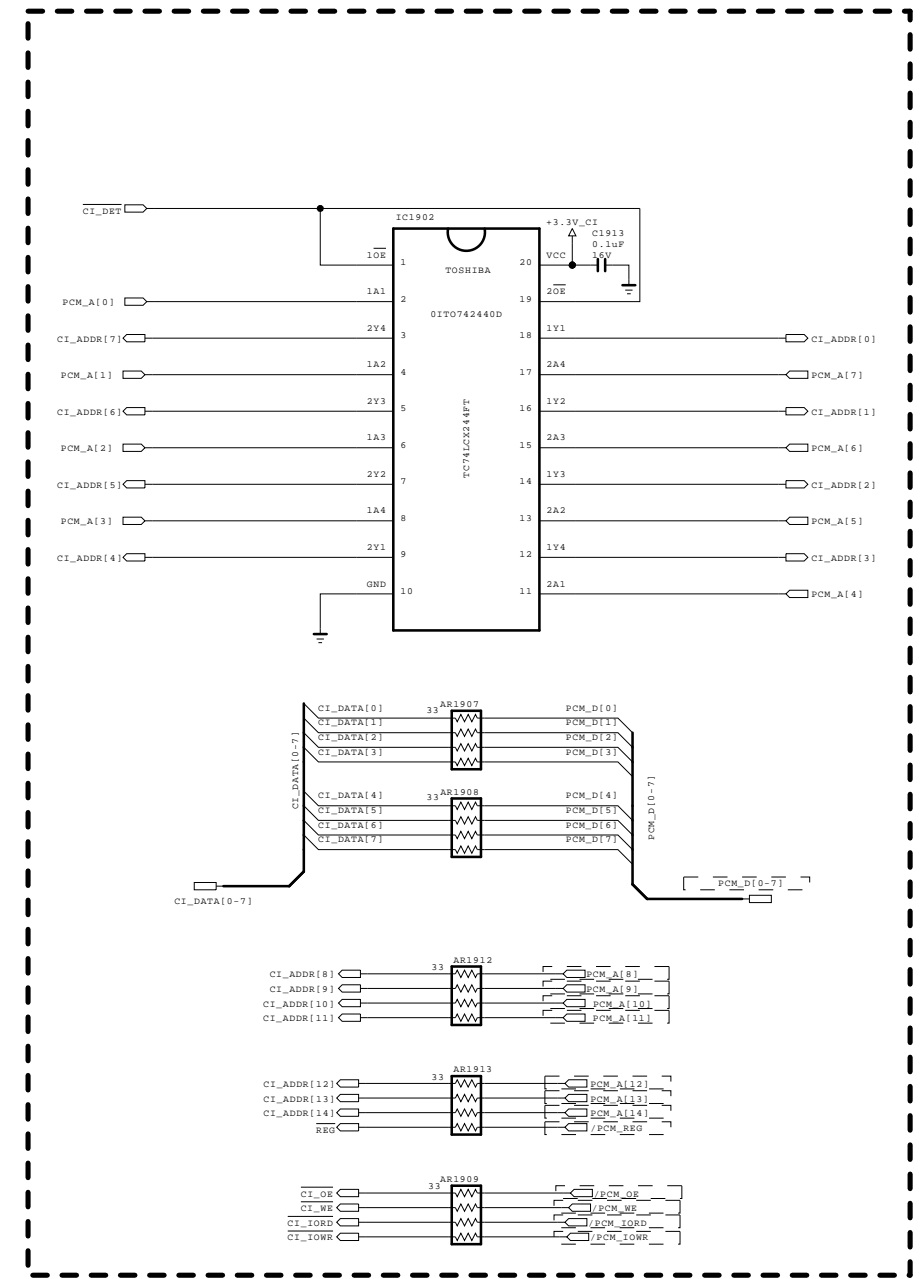 CI_DET
IC1902
+3.3V_CI
C1913
0.1uF
16V
1OE
1
20
VCC
TOSHIBA
PCM_A[0]
1A1
2
19
2OE
0ITO742440D
CI_ADDR[7]
2Y4
3
18
1Y1
CI_ADDR[0]
PCM_A[1]
1A2
4
17
2A4
PCM_A[7]
CI_ADDR[6]
2Y3
5
16
1Y2
CI_ADDR[1]
TC74LCX244FT
PCM_A[2]
1A3
6
15
2A3
PCM_A[6]
CI_ADDR[5]
2Y2
7
14
1Y3
CI_ADDR[2]
PCM_A[3]
1A4
8
13
2A2
PCM_A[5]
CI_ADDR[4]
2Y1
9
12
1Y4
CI_ADDR[3]
GND
10
11
2A1
PCM_A[4]
AR1907
33
CI_DATA[0]
PCM_D[0]
CI_DATA[1]
PCM_D[1]
CI_DATA[2]
PCM_D[2]
CI_DATA[3]
PCM_D[3]
CI_DATA[0-7]
PCM_D[0-7]
AR1908
33
CI_DATA[4]
PCM_D[4]
CI_DATA[5]
PCM_D[5]
CI_DATA[6]
PCM_D[6]
CI_DATA[7]
PCM_D[7]
CI_DATA[0-7]
PCM_D[0-7]
AR1912
33
CI_ADDR[8]
PCM_A[8]
CI_ADDR[9]
PCM_A[9]
CI_ADDR[10]
PCM_A[10]
CI_ADDR[11]
PCM_A[11]
AR1913
33
CI_ADDR[12]
PCM_A[12]
CI_ADDR[13]
PCM_A[13]
CI_ADDR[14]
PCM_A[14]
REG
/PCM_REG
AR1909
33
CI_OE
/PCM_OE
CI_WE
/PCM_WE
CI_IORD
/PCM_IORD
CI_IOWR
/PCM_IOWR